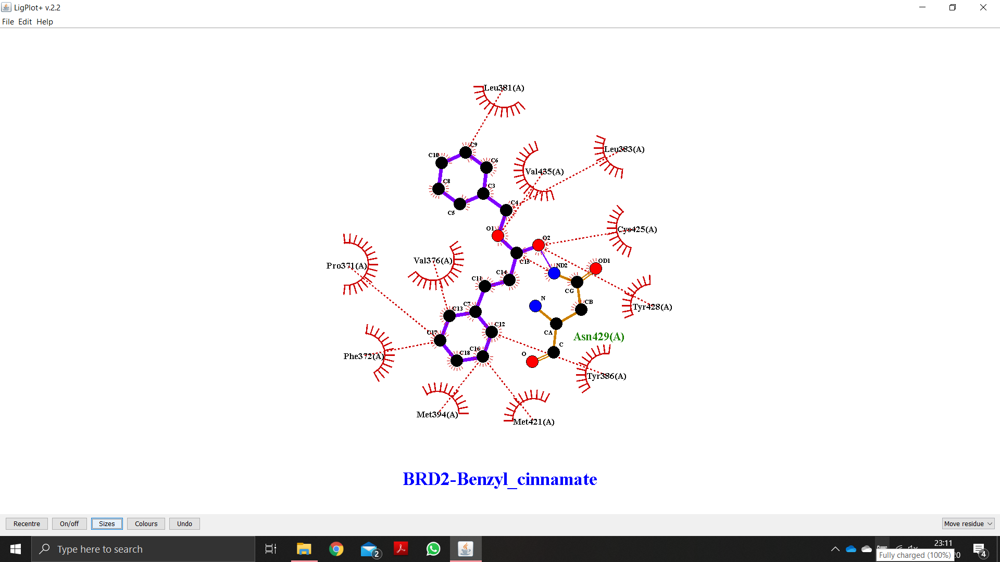 LigPlot+ v.2.2
File Edit Help
Leu381(A)
C9
C10
C6
Leu383(A)
Val435(A)
C8
C3
C4
C5
O1
Cys425(A)
O2
Val376(A)
Pro371(A)
C15
ND2
OD1
C14
C11
CG
N
CB
C7
C13
Tyr428(A)
C12
C17
CA
Asn429(A)
C
C16
C18
O
Phe372(A)
Tyr386(A)
Met394(A)
Met421(A)
BRD2-Benzyl_cinnamate
Recentre On/off Sizes Colours Undo Move residue
Type here to search
2
23:11
Fully charged (100%)
20
4